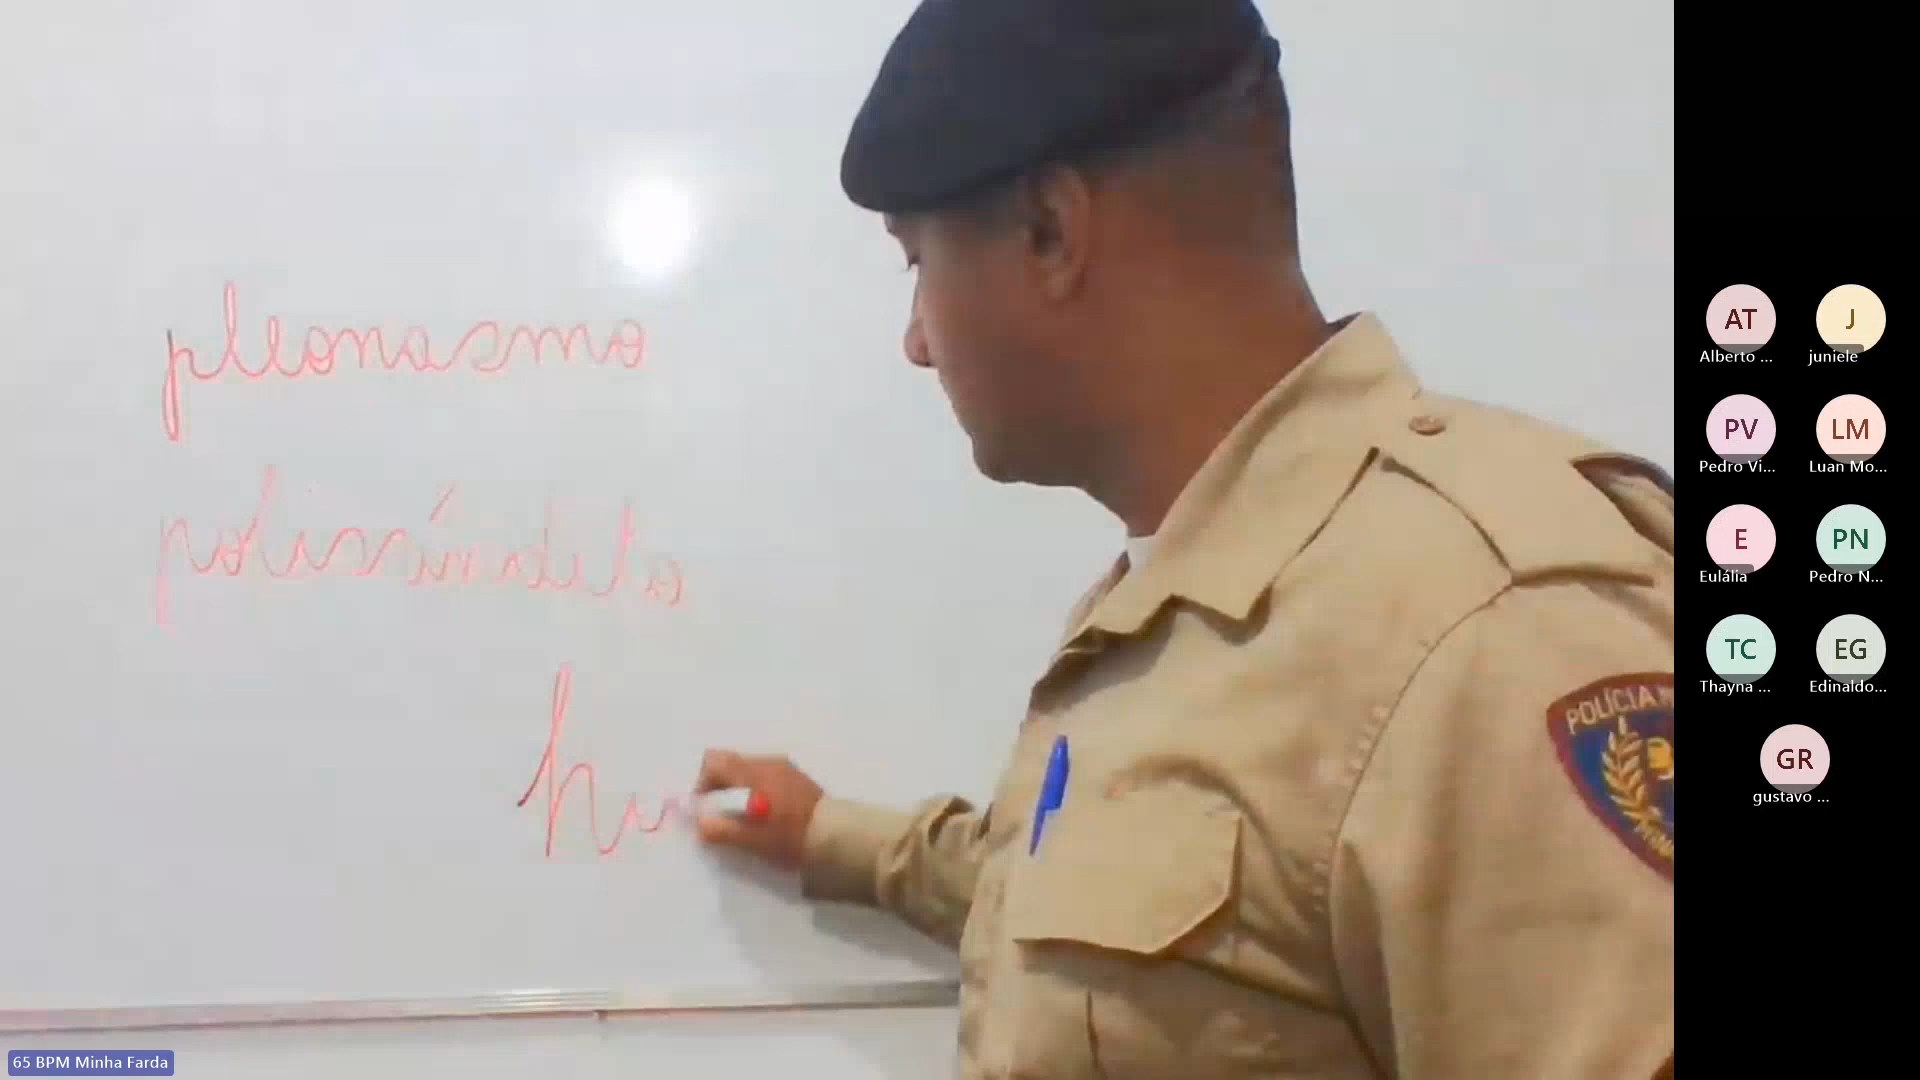 pleonasmo
polissíndeto
AT
J
Alberto ...
juniele
PV
LM
Pedro Vi...
Luan Mo...
E
PN
Eulália
Pedro N...
TC
EG
Thayna ...
Edinaldo...
GR
gustavo ...
POLÍCIA
65 BPM Minha Farda